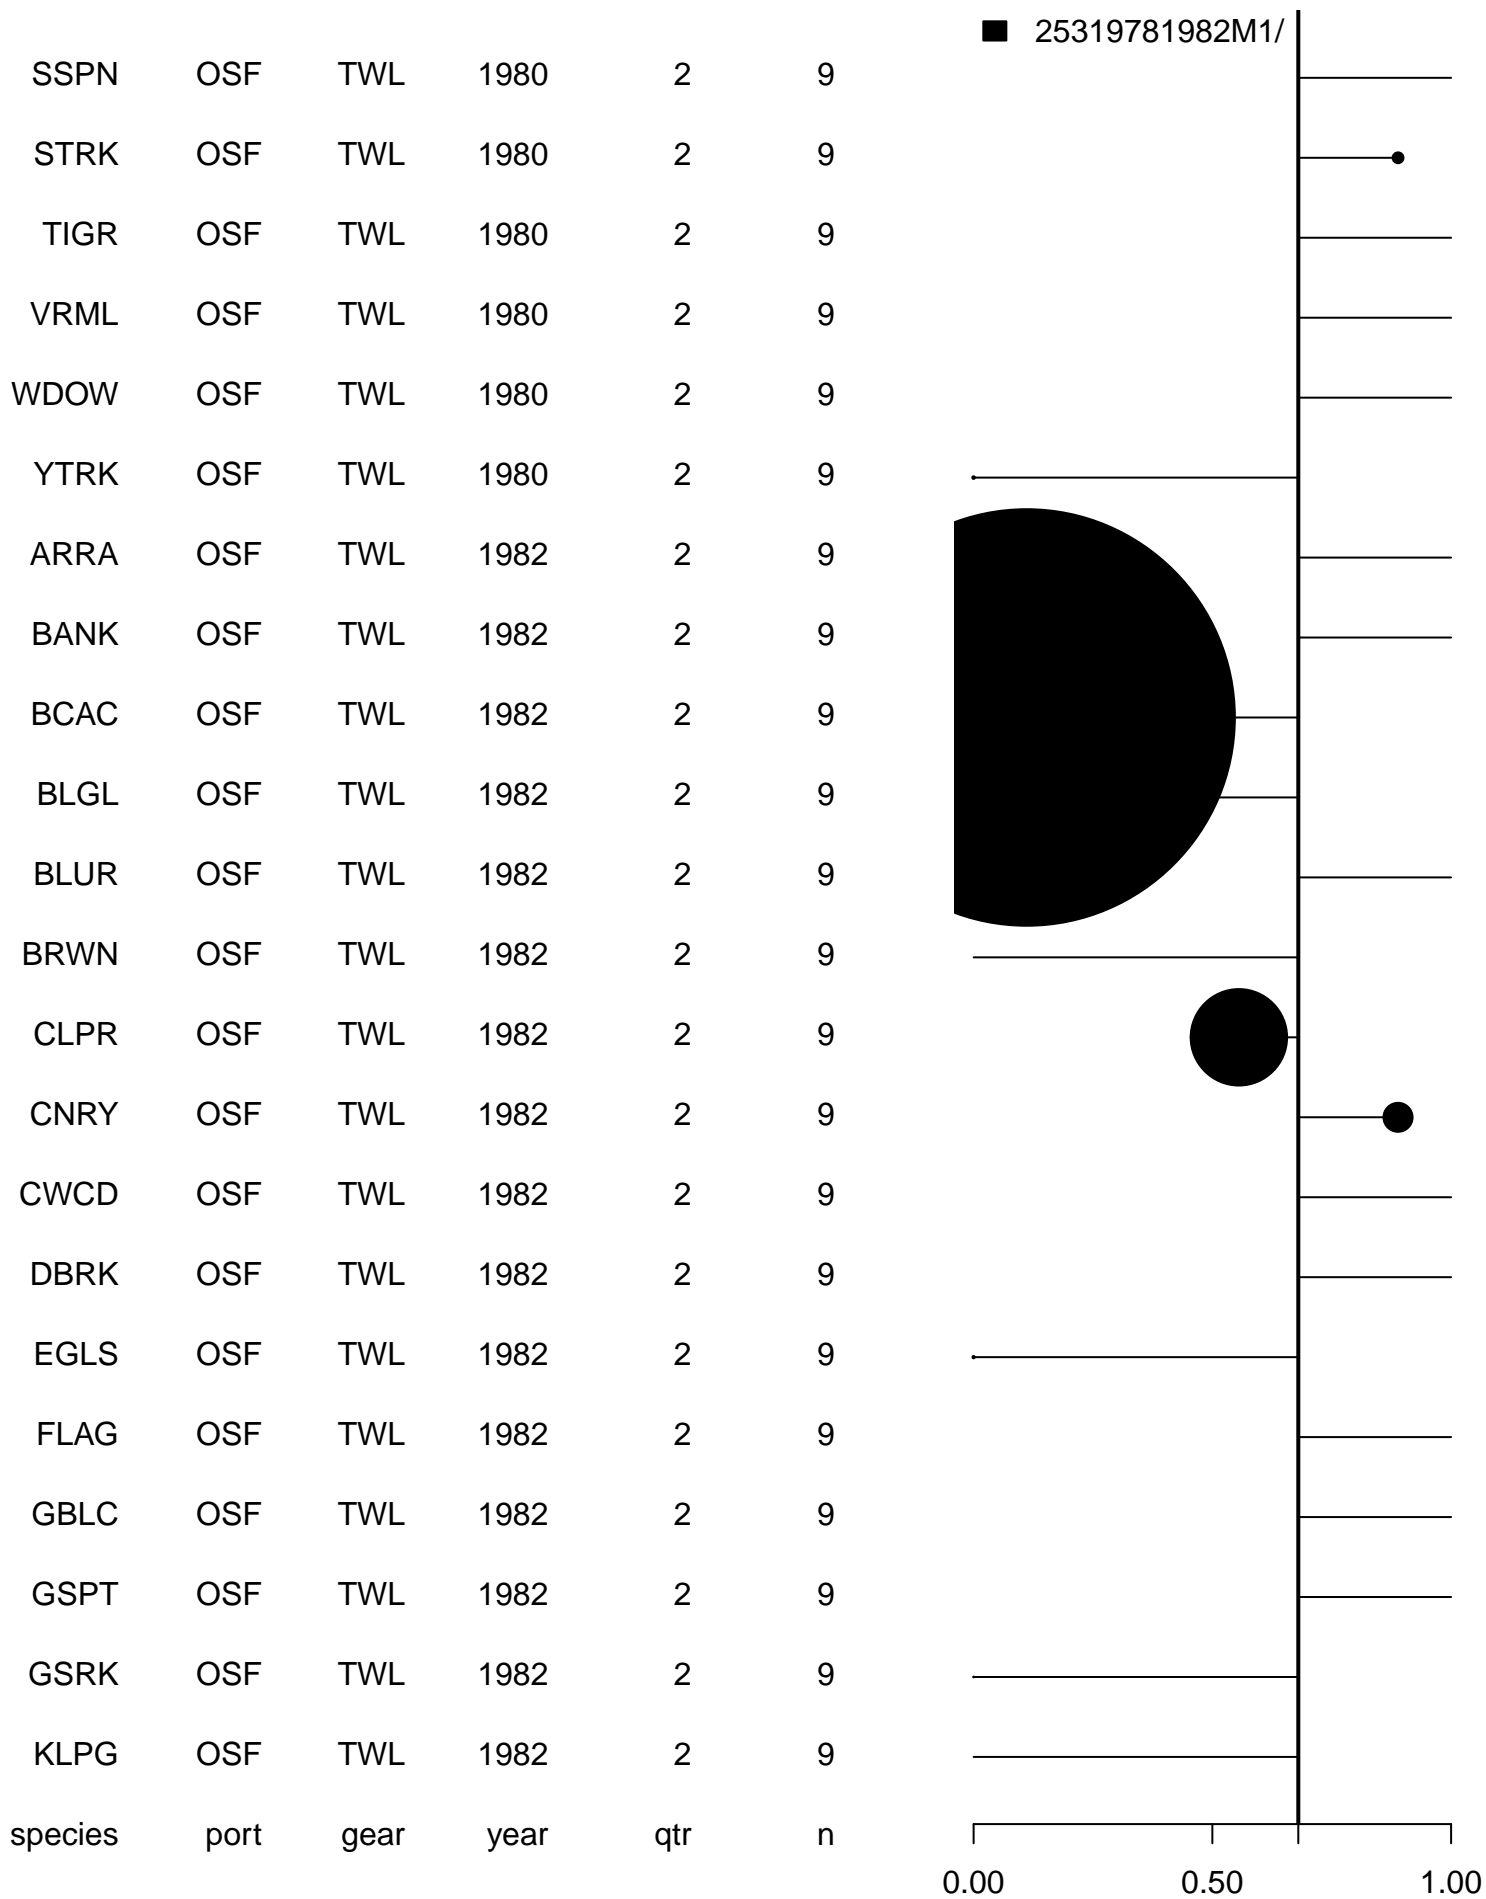 25319781982M1/
SSPN OSF TWL 1980 2 9
STRK OSF TWL 1980 2 9
TIGR OSF TWL 1980 2 9
VRML OSF TWL 1980 2 9
WDOW OSF TWL 1980 2 9
YTRK OSF TWL 1980 2 9
ARRA OSF TWL 1982 2 9
BANK OSF TWL 1982 2 9
BCAC OSF TWL 1982 2 9
BLGL OSF TWL 1982 2 9
BLUR OSF TWL 1982 2 9
BRWN OSF TWL 1982 2 9
CLPR OSF TWL 1982 2 9
CNRY OSF TWL 1982 2 9
CWCD OSF TWL 1982 2 9
DBRK OSF TWL 1982 2 9
EGLS OSF TWL 1982 2 9
FLAG OSF TWL 1982 2 9
GBLC OSF TWL 1982 2 9
GSPT OSF TWL 1982 2 9
GSRK OSF TWL 1982 2 9
KLPG OSF TWL 1982 2 9
species port gear year qtr n
0.00 0.50 1.00